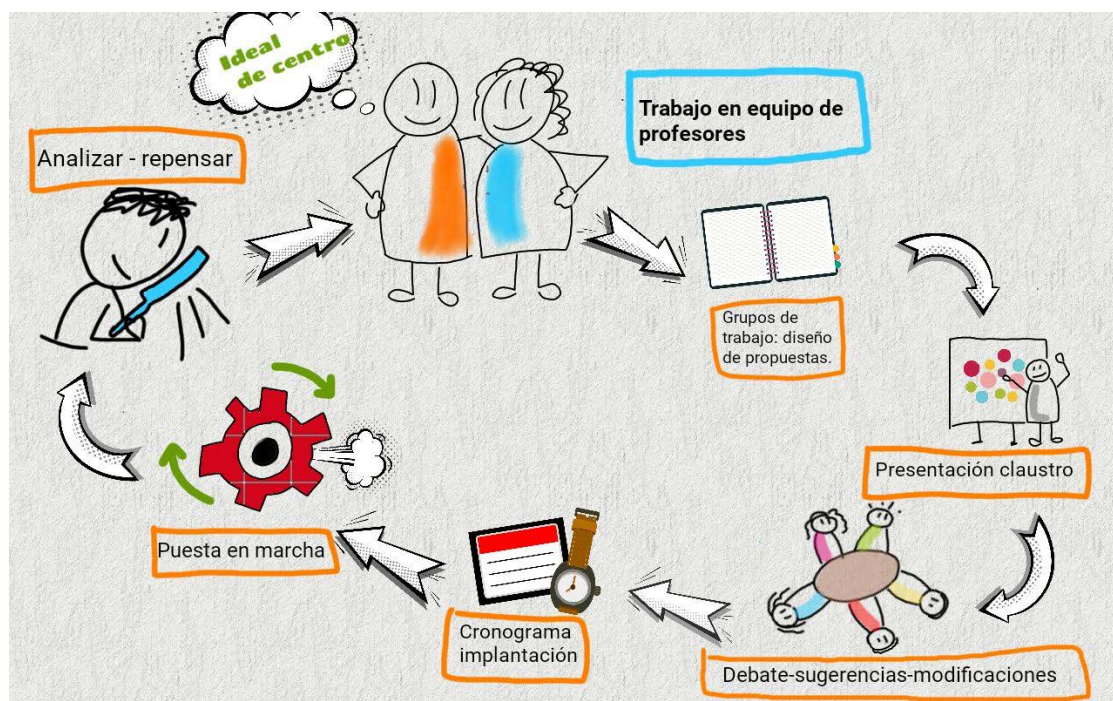 Ideal
de centro
Trabajo en equipo de
profesores
Analizar - repensar
Grupos de
trabajo: diseño
de propuestas.
Presentación claustro
Debate-sugerencias-modificaciones
Cronograma
implantación
Puesta en marcha